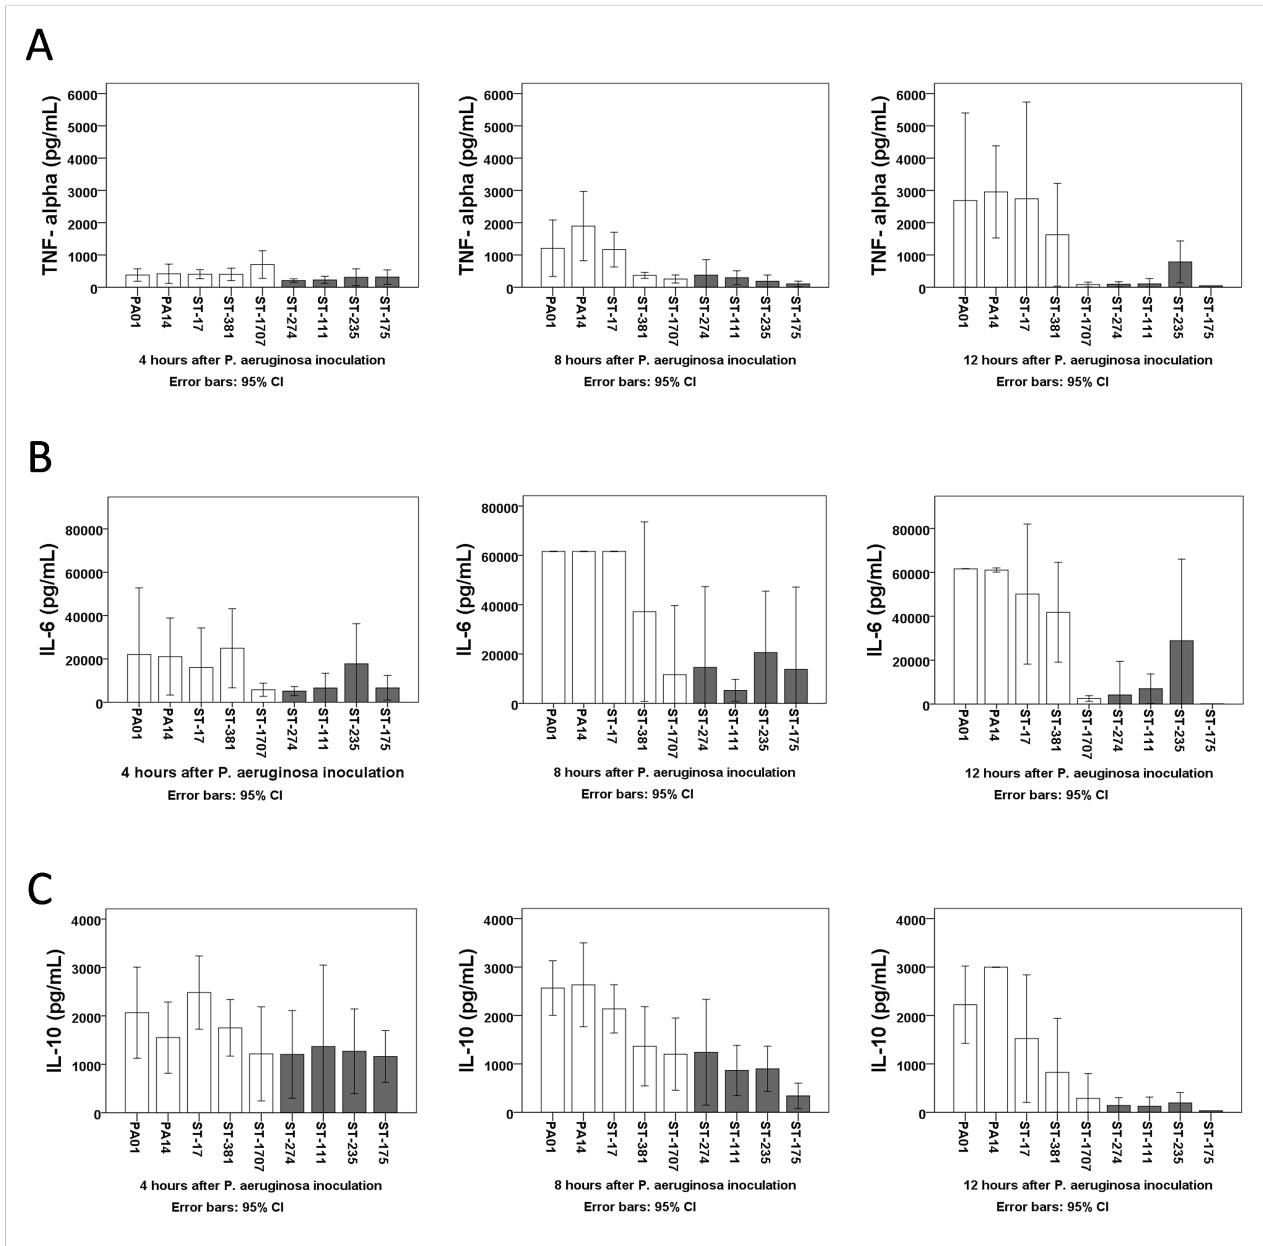 A
TNF- alpha (pg/mL)
6000
5000
4000
3000
2000
1000
0
PA01
PA14
ST-17
ST-381
ST-1707
ST-274
ST-111
ST-235
ST-175
4 hours after P. aeruginosa inoculation
Error bars: 95% CI
TNF- alpha (pg/mL)
6000
5000
4000
3000
2000
1000
0
PA01
PA14
ST-17
ST-381
ST-1707
ST-274
ST-111
ST-235
ST-175
8 hours after P. aeruginosa inoculation
Error bars: 95% CI
TNF- alpha (pg/mL)
6000
5000
4000
3000
2000
1000
0
PA01
PA14
ST-17
ST-381
ST-1707
ST-274
ST-111
ST-235
ST-175
12 hours after P. aeruginosa inoculation
Error bars: 95% CI
B
IL-6 (pg/mL)
80000
60000
40000
20000
0
PA01
PA14
ST-17
ST-381
ST-1707
ST-274
ST-111
ST-235
ST-175
4 hours after P. aeruginosa inoculation
Error bars: 95% CI
IL-6 (pg/mL)
80000
60000
40000
20000
0
PA01
PA14
ST-17
ST-381
ST-1707
ST-274
ST-111
ST-235
ST-175
8 hours after P. aeruginosa inoculation
Error bars: 95% CI
IL-6 (pg/mL)
80000
60000
40000
20000
0
PA01
PA14
ST-17
ST-381
ST-1707
ST-274
ST-111
ST-235
ST-175
12 hours after P. aeuginosa inoculation
Error bars: 95% CI
C
IL-10 (pg/mL)
4000
3000
2000
1000
0
PA01
PA14
ST-17
ST-381
ST-1707
ST-274
ST-111
ST-235
ST-175
4 hours after P. aeruginosa inoculation
Error bars: 95% CI
IL-10 (pg/mL)
4000
3000
2000
1000
0
PA01
PA14
ST-17
ST-381
ST-1707
ST-274
ST-111
ST-235
ST-175
8 hours after P. aeruginosa inoculation
Error bars: 95% CI
IL-10 (pg/mL)
4000
3000
2000
1000
0
PA01
PA14
ST-17
ST-381
ST-1707
ST-274
ST-111
ST-235
ST-175
12 hours after P. aeruginosa inoculation
Error bars: 95% CI